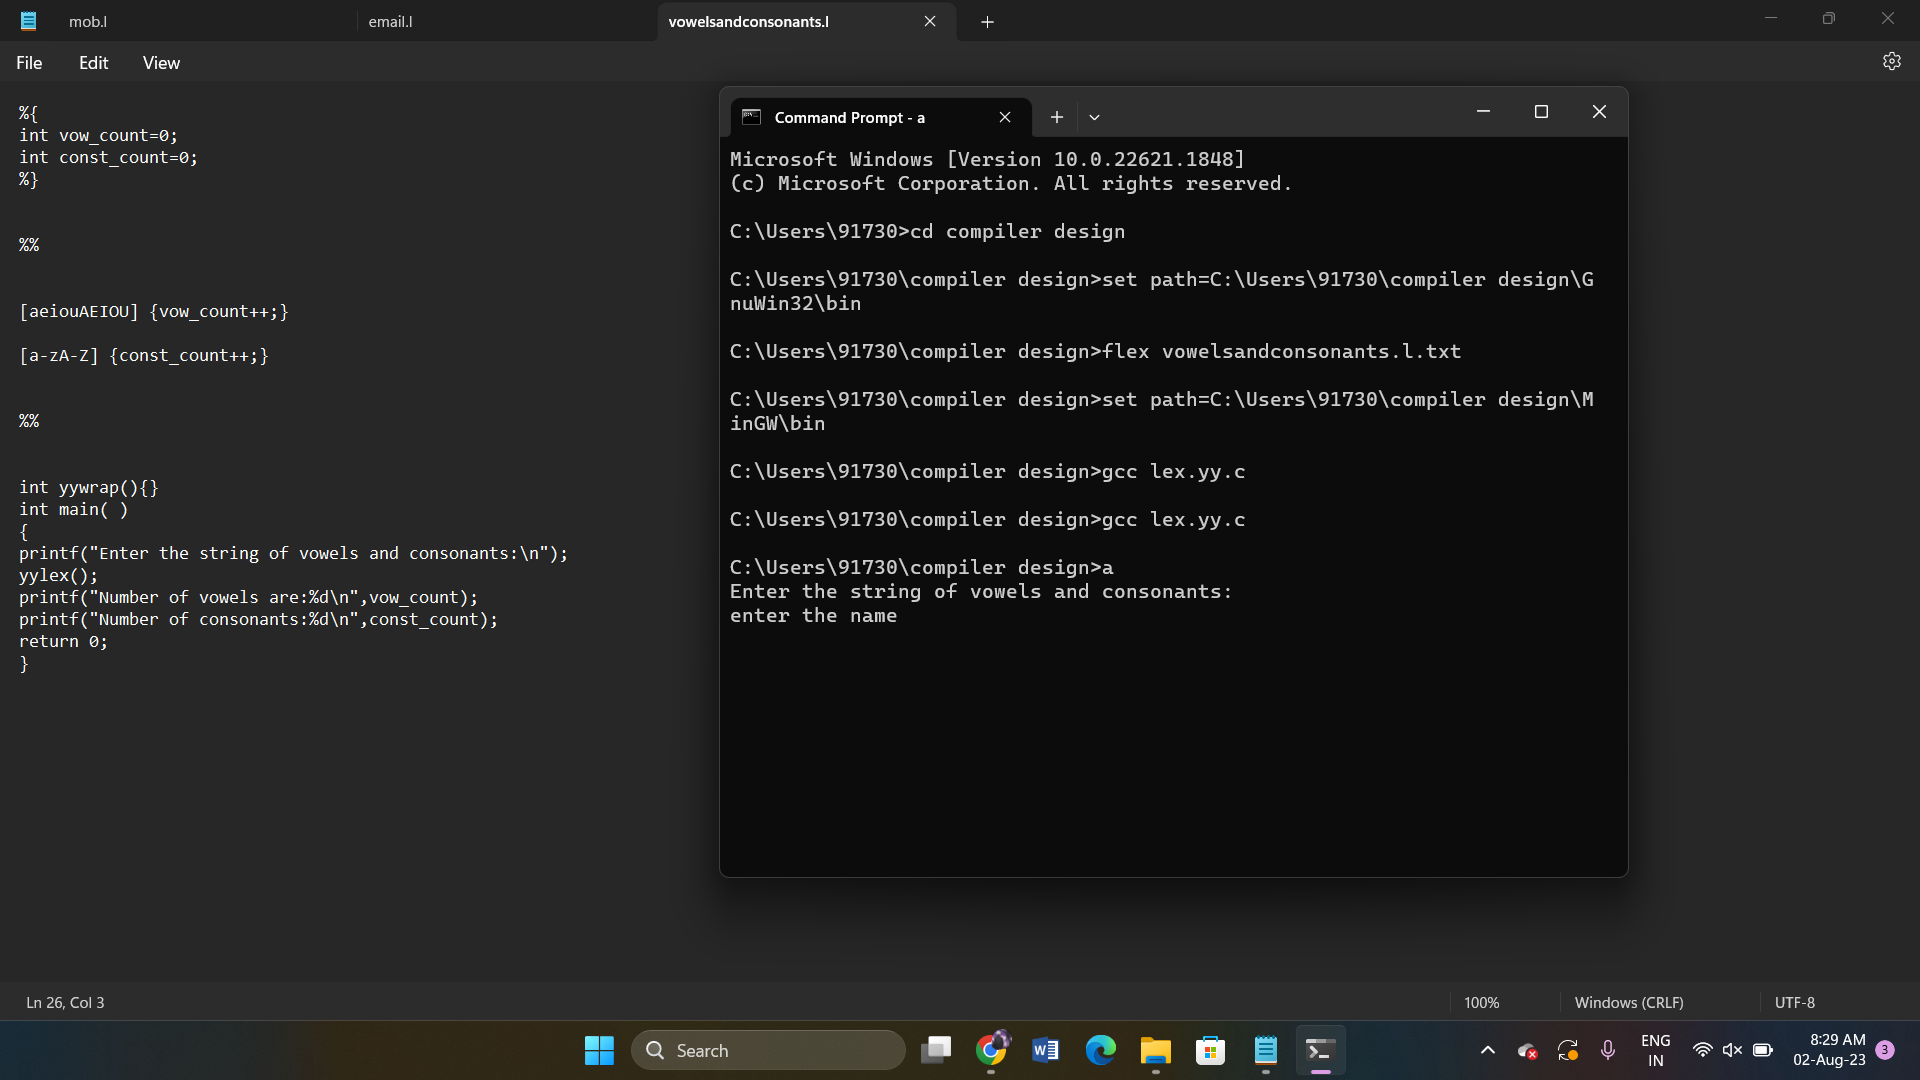 mob.l
email.l
vowelsandconsonants.l
File
Edit
View
%{
int vow_count=0;
int const_count=0;
%}
%%
[aeiouAEIOU] {vow_count++;}
[a-zA-Z] {const_count++;}
%%
int yywrap(){}
int main( )
{
printf("Enter the string of vowels and consonants:\n");
yylex();
printf("Number of vowels are:%d\n",vow_count);
printf("Number of consonants:%d\n",const_count);
return 0;
}
Command Prompt - a
Microsoft Windows [Version 10.0.22621.1848]
(c) Microsoft Corporation. All rights reserved.
C:\Users\91730>cd compiler design
C:\Users\91730\compiler design>set path=C:\Users\91730\compiler design\G
nuWin32\bin
C:\Users\91730\compiler design>flex vowelsandconsonants.l.txt
C:\Users\91730\compiler design>set path=C:\Users\91730\compiler design\M
inGW\bin
C:\Users\91730\compiler design>gcc lex.yy.c
C:\Users\91730\compiler design>gcc lex.yy.c
C:\Users\91730\compiler design>a
Enter the string of vowels and consonants:
enter the name
Ln 26, Col 3
100%
Windows (CRLF)
UTF-8
Search
ENG
IN
8:29 AM
02-Aug-23
3